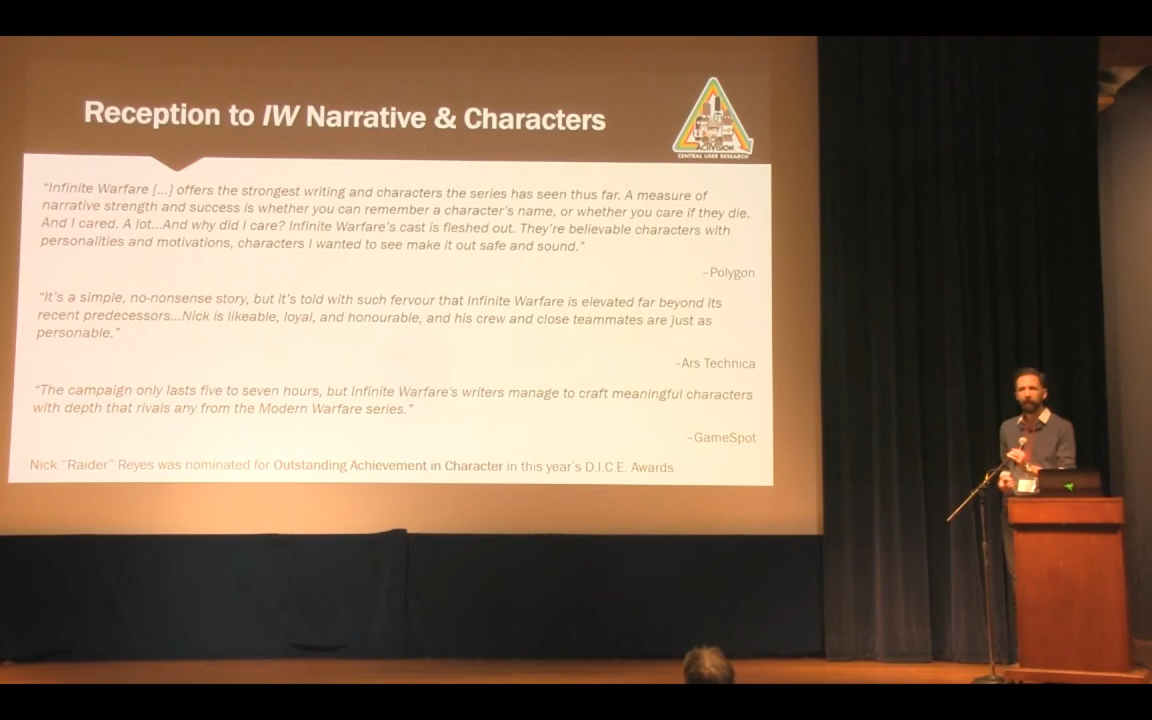 Reception to IW Narrative & Characters
ACTIVISION
CENTRAL USER RESEARCH
“Infinite Warfare [...] offers the strongest writing and characters the series has seen thus far. A measure of
narrative strength and success is whether you can remember a character's name, or whether you care if they die.
And I cared. A lot...And why did I care? Infinite Warfare's cast is fleshed out. They're believable characters with
personalities and motivations, characters I wanted to see make it out safe and sound.”
–Polygon
“It's a simple, no-nonsense story, but it's told with such fervour that Infinite Warfare is elevated far beyond its
recent predecessors...Nick is likeable, loyal, and honourable, and his crew and close teammates are just as
personable.”
–Ars Technica
“The campaign only lasts five to seven hours, but Infinite Warfare's writers manage to craft meaningful characters
with depth that rivals any from the Modern Warfare series.”
–GameSpot
Nick “Raider” Reyes was nominated for Outstanding Achievement in Character in this year's D.I.C.E. Awards.